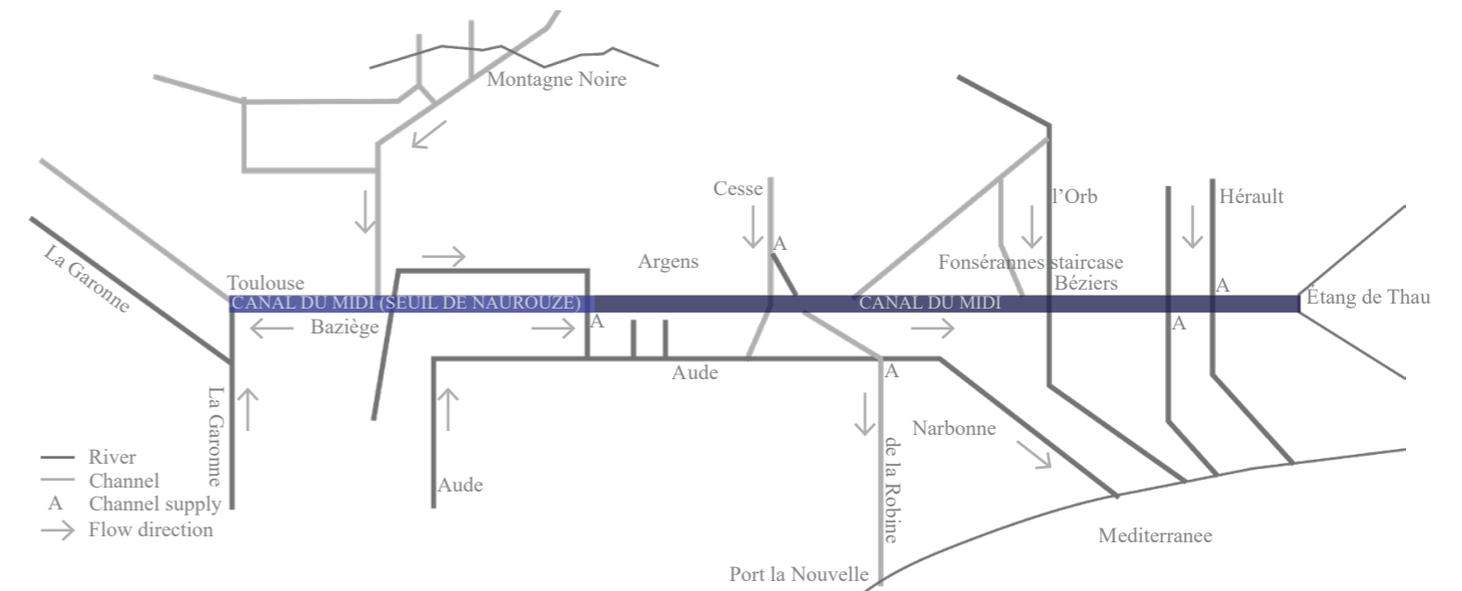 Montagne Noire
Cesse
l'Orb
Hérault
A
Argens
Fonsérannes staircase
La Garonne
Toulouse
Béziers
A
CANAL DU MIDI (SEUIL DE NAUROUZE)
CANAL DU MIDI
Étang de Thau
Baziège
A
A
Aude
A
La Garonne
Narbonne
de la Robine
River
Channel
A Channel supply
Flow direction
Aude
Mediterranee
Port la Nouvelle